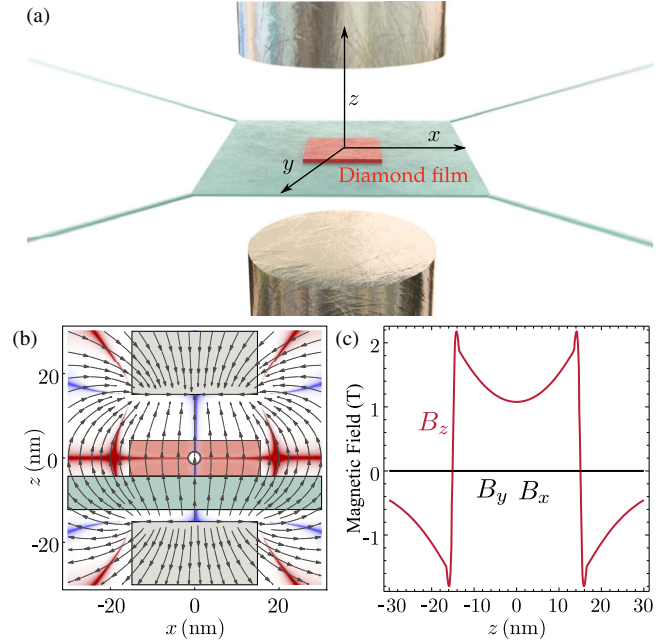 (a)
z
x
y
Diamond film
(b)
z (nm)
20
0
-20
-20
0
20
x (nm)
(c)
Magnetic Field (T)
2
1
0
-1
B_z
B_y B_x
-30
-20
-10
0
10
20
30
z (nm)